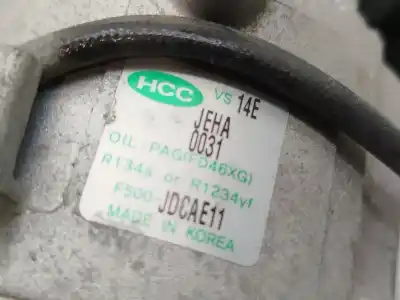 HCC VS 14E
JEHA
0031
OIL: PAG(FD46XG)
R134a or R1234yf
F500-JDCAE11
MADE IN KOREA